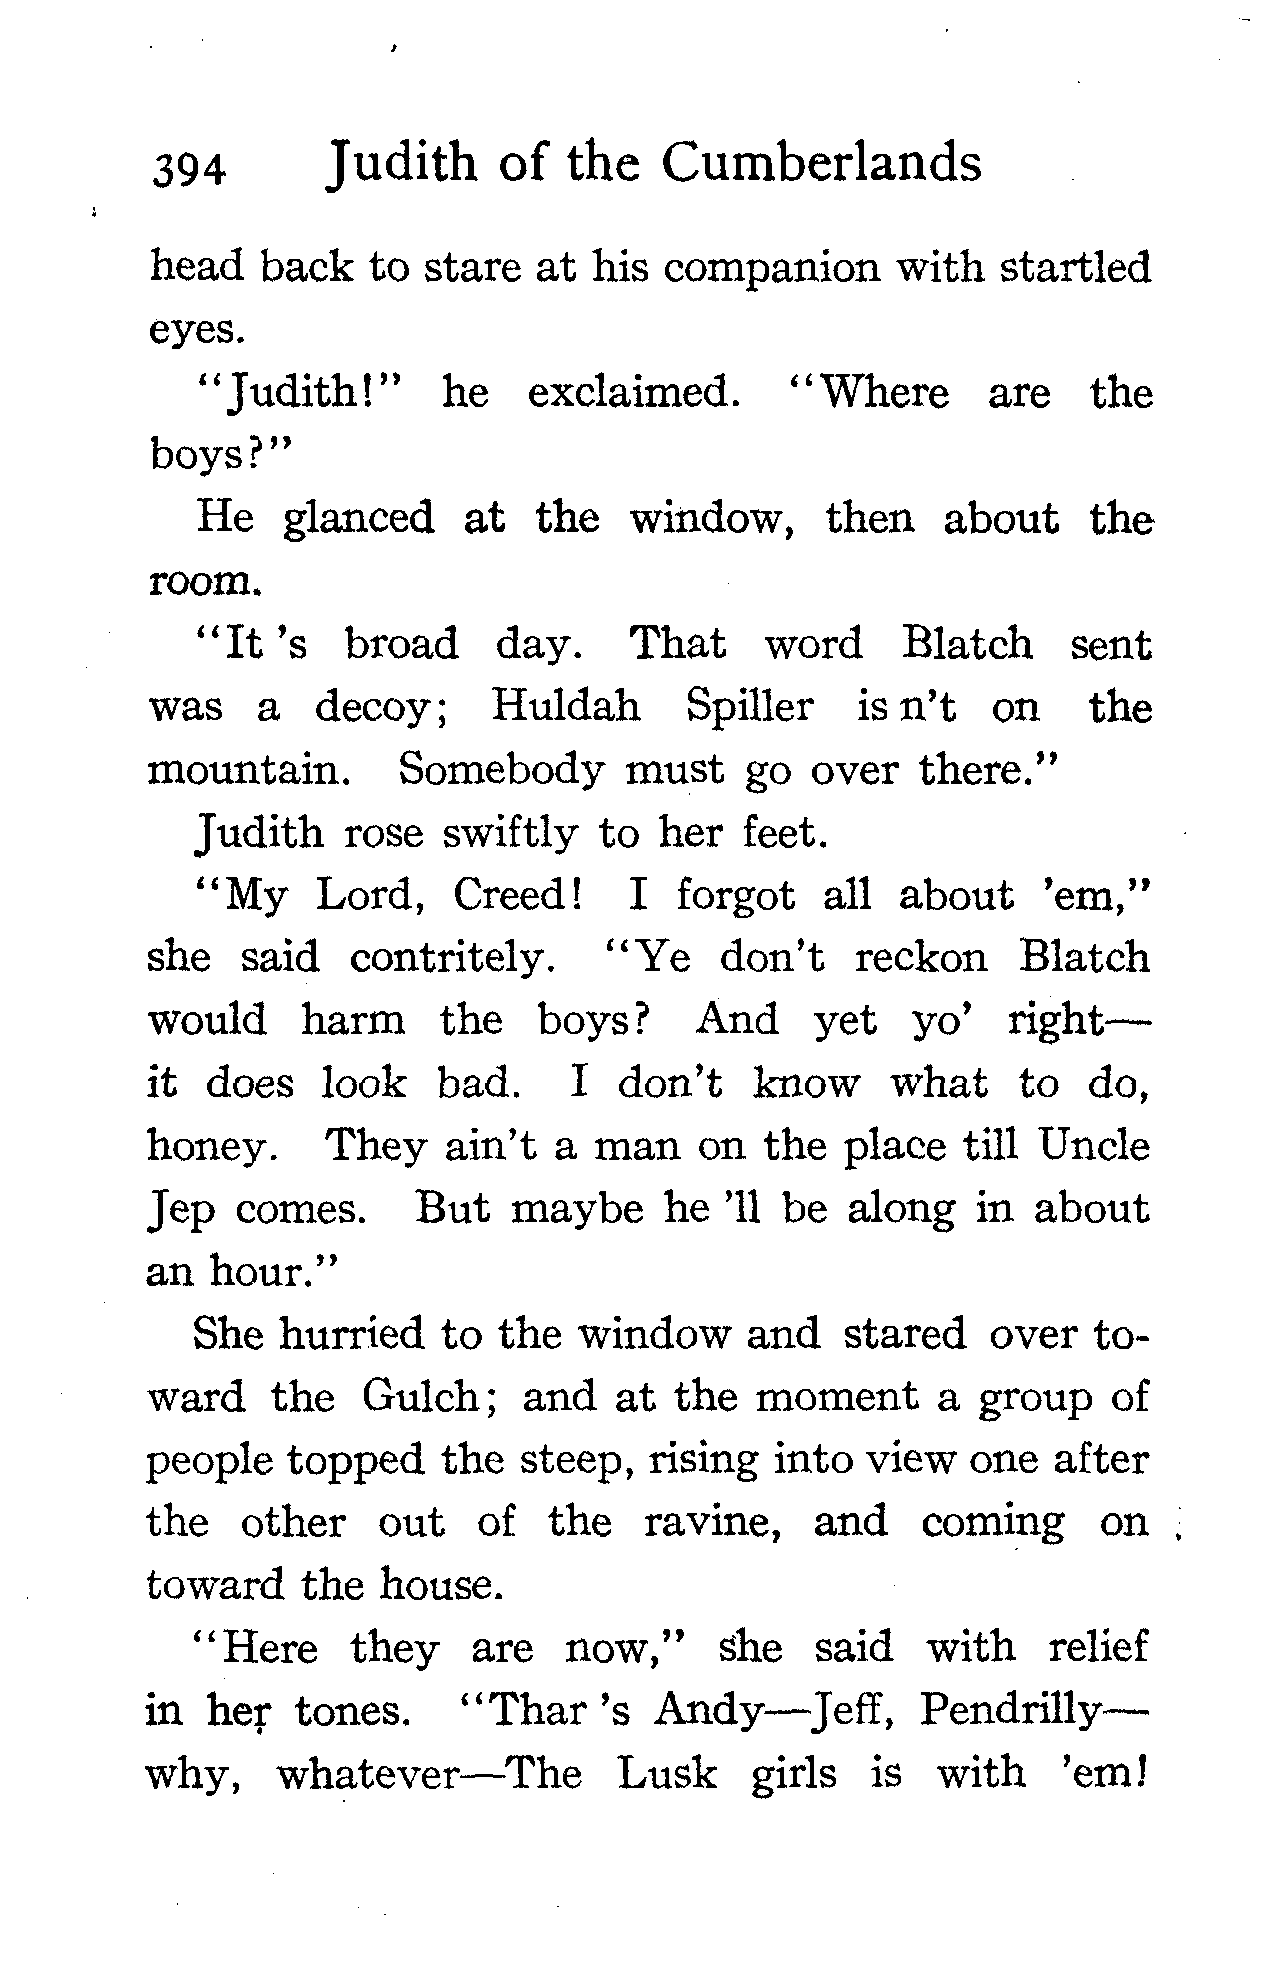 394 Judith of the Cumberlands
head back to stare at his companion with startled
eyes.
"Judith!" he exclaimed. "Where are the
boys?"
He glanced at the window, then about the
room.
"It 's broad day. That word Blatch sent
was a decoy; Huldah Spiller is n't on the
mountain. Somebody must go over there."
Judith rose swiftly to her feet.
"My Lord, Creed! I forgot all about 'em,"
she said contritely. "Ye don't reckon Blatch
would harm the boys? And yet yo' right—
it does look bad. I don't know what to do,
honey. They ain't a man on the place till Uncle
Jep comes. But maybe he 'll be along in about
an hour."
She hurried to the window and stared over to-
ward the Gulch; and at the moment a group of
people topped the steep, rising into view one after
the other out of the ravine, and coming on
toward the house.
"Here they are now," she said with relief
in her tones. "Thar 's Andy—Jeff, Pendrilly—
why, whatever—The Lusk girls is with 'em!